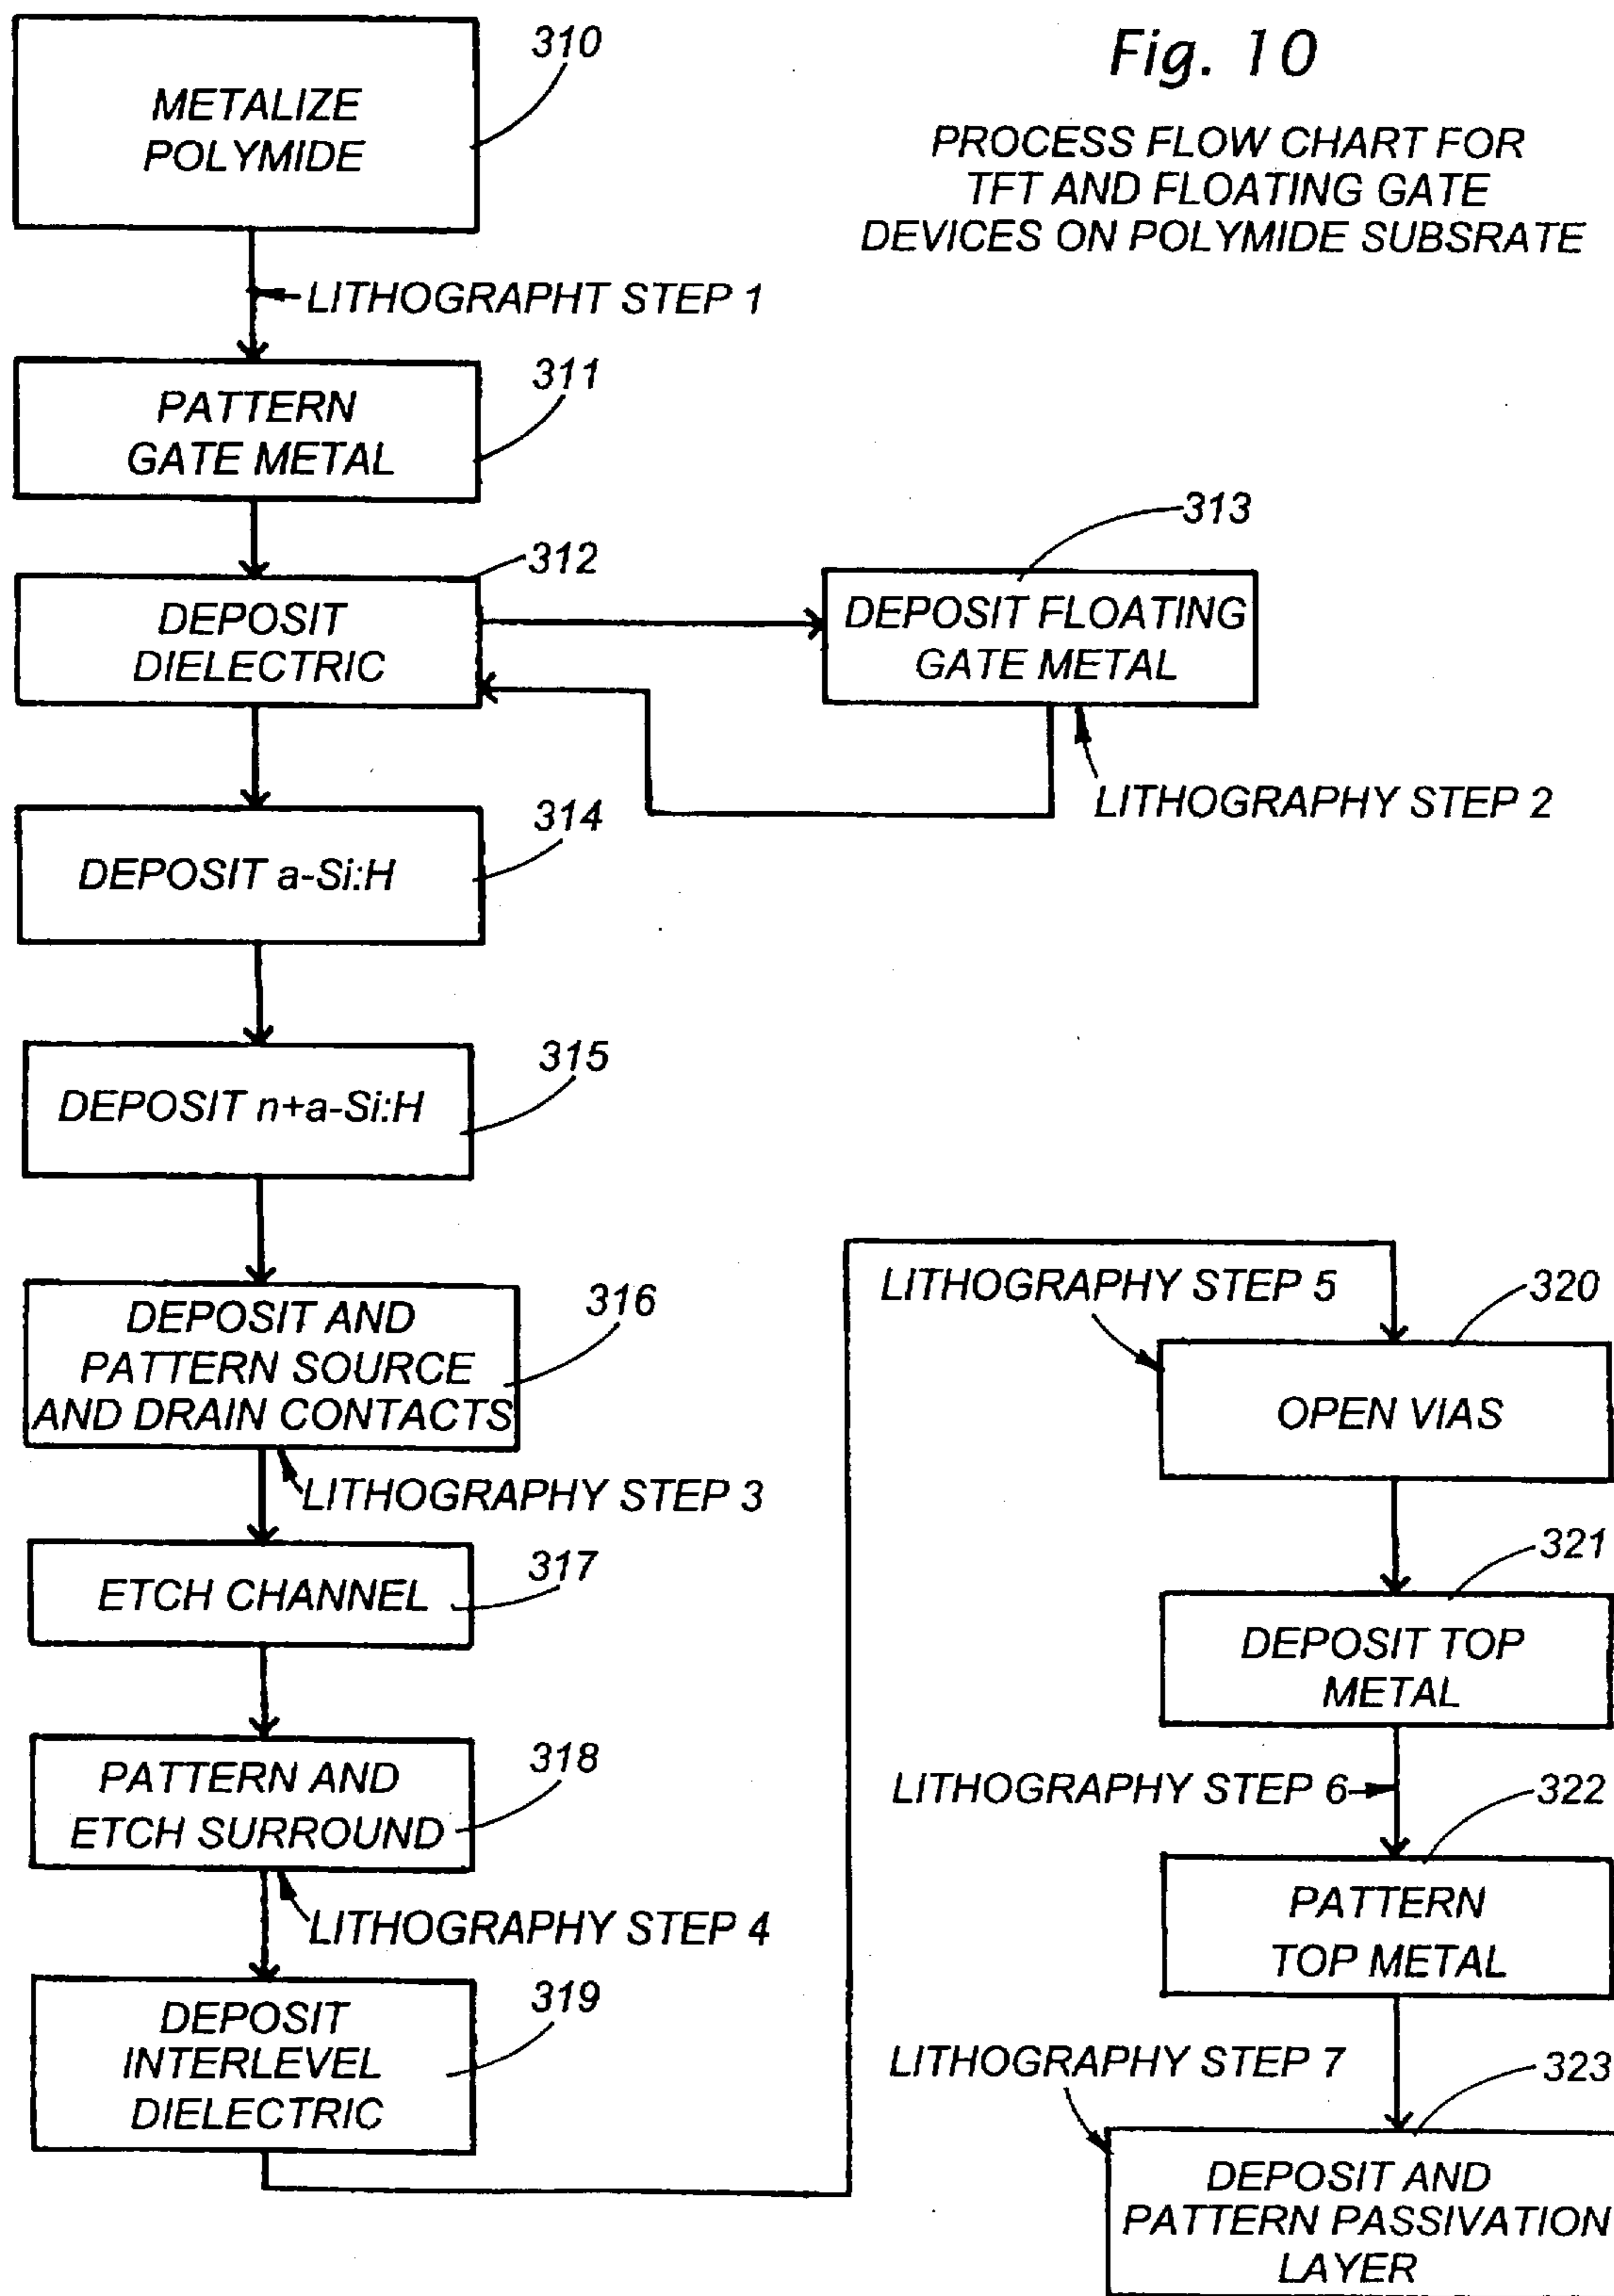 Fig. 10
PROCESS FLOW CHART FOR
TFT AND FLOATING GATE
DEVICES ON POLYMIDE SUBSRATE
310
METALIZE
POLYMIDE
LITHOGRAPHT STEP 1
311
PATTERN
GATE METAL
312
DEPOSIT
DIELECTRIC
313
DEPOSIT FLOATING
GATE METAL
LITHOGRAPHY STEP 2
314
DEPOSIT a-Si:H
315
DEPOSIT n+a-Si:H
316
DEPOSIT AND
PATTERN SOURCE
AND DRAIN CONTACTS
LITHOGRAPHY STEP 3
317
ETCH CHANNEL
318
PATTERN AND
ETCH SURROUND
LITHOGRAPHY STEP 4
319
DEPOSIT
INTERLEVEL
DIELECTRIC
LITHOGRAPHY STEP 5
320
OPEN VIAS
321
DEPOSIT TOP
METAL
LITHOGRAPHY STEP 6
322
PATTERN
TOP METAL
LITHOGRAPHY STEP 7
323
DEPOSIT AND
PATTERN PASSIVATION
LAYER